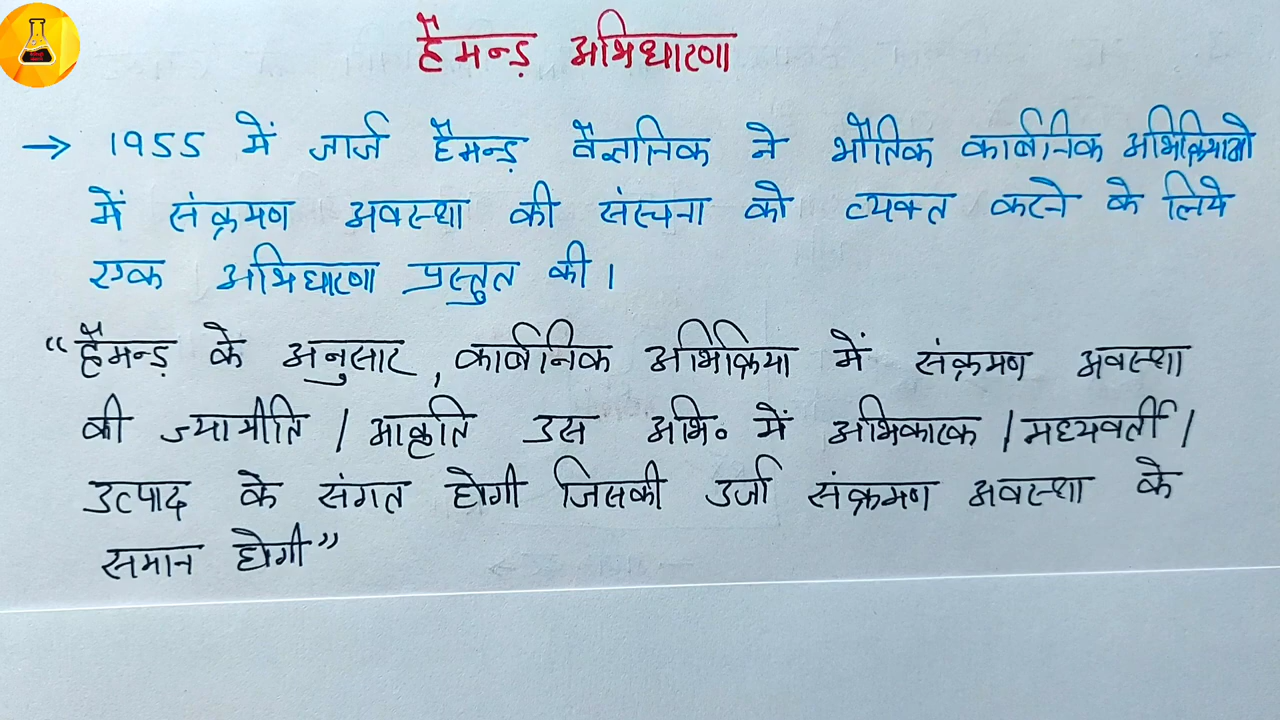 हैमन्ड अभिधारणा
→ 1955 में जार्ज हैमन्ड वैज्ञानिक ने भौतिक कार्बनिक अभिक्रियाओ
में संक्रमण अवस्था की संरचना को व्यक्त करने के लिये
एक अभिधारणा प्रस्तुत की।
“हैमन्ड के अनुसार, कार्बनिक अभिक्रिया में संक्रमण अवस्था
की ज्यामीति / आकृति उस अभि॰ में अभिकारक / मध्यवर्ती /
उत्पाद के संगत होगी जिसकी उर्जा संक्रमण अवस्था के
समान होगी”